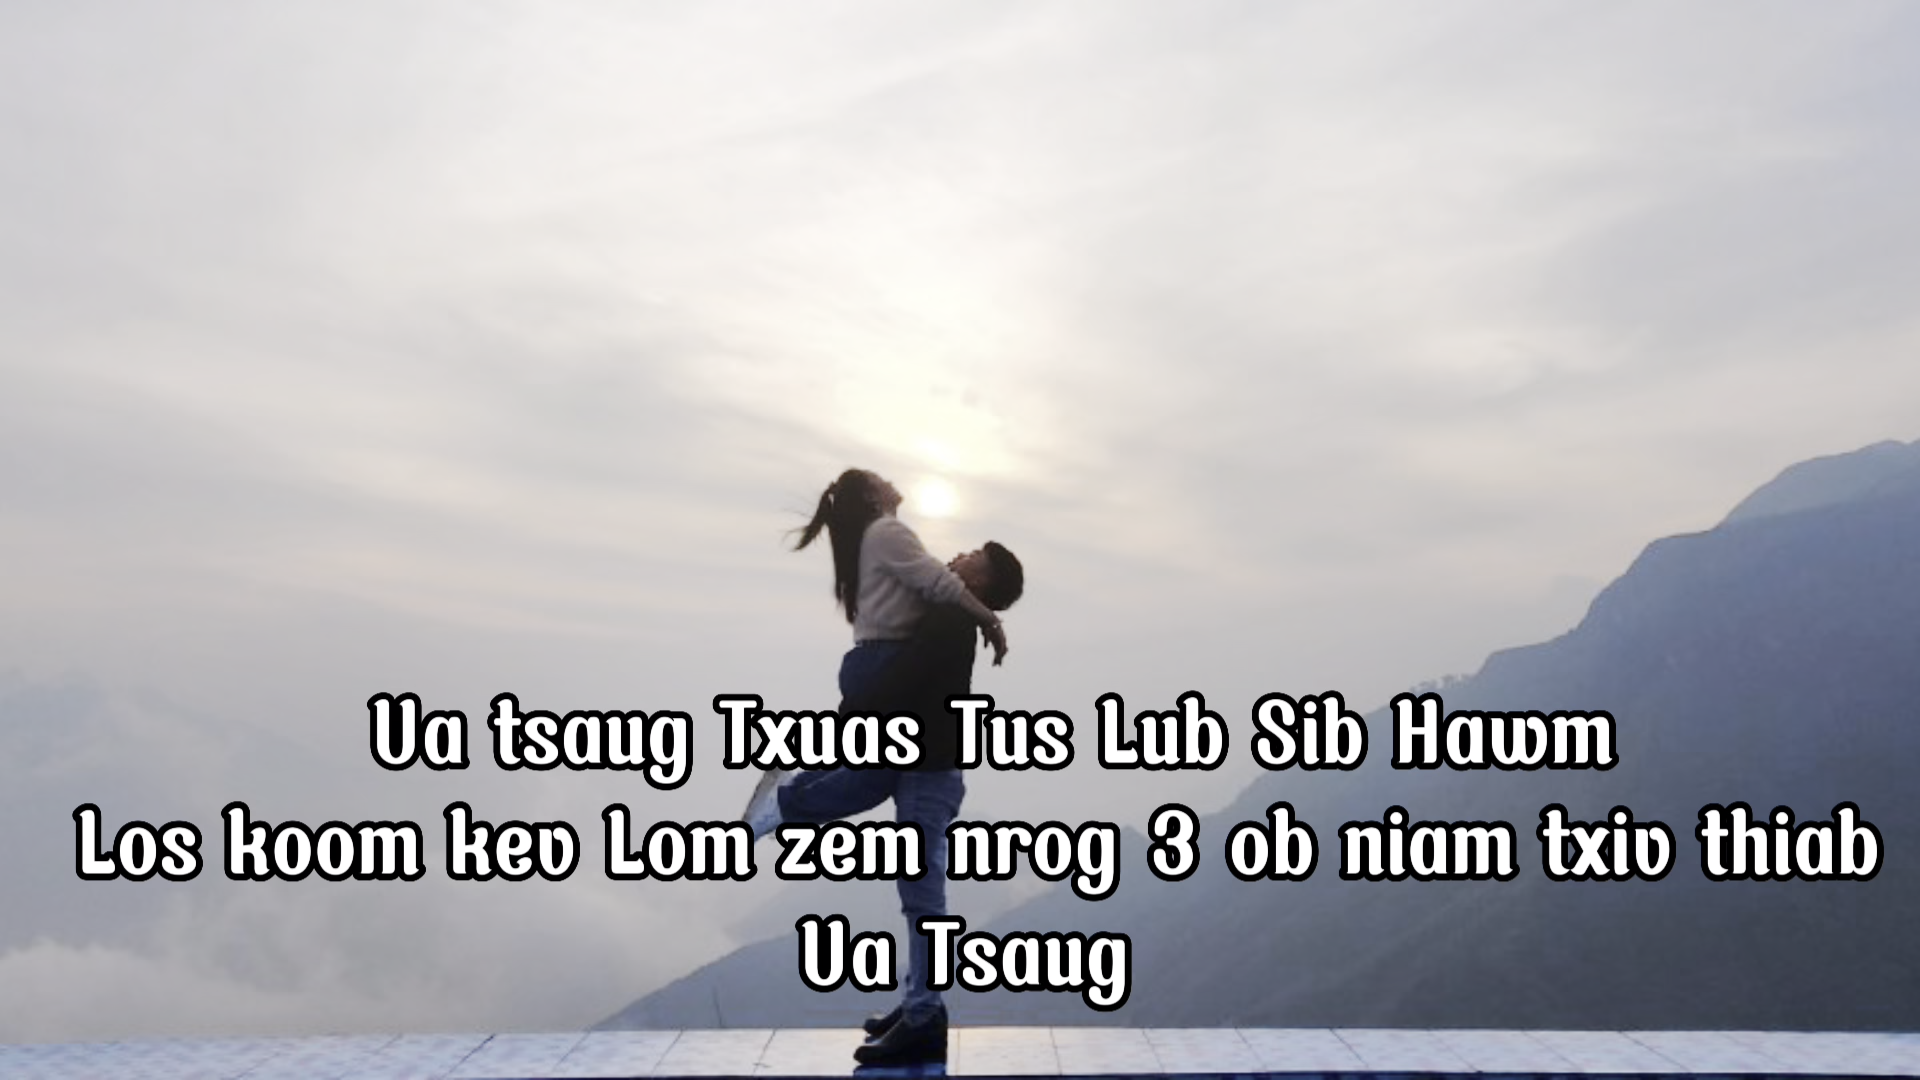 Ua tsaug Txuas Tus Lub Sib Hawm
Los koom kev Lom zem nrog 3 ob niam txiv thiab
Ua Tsaug